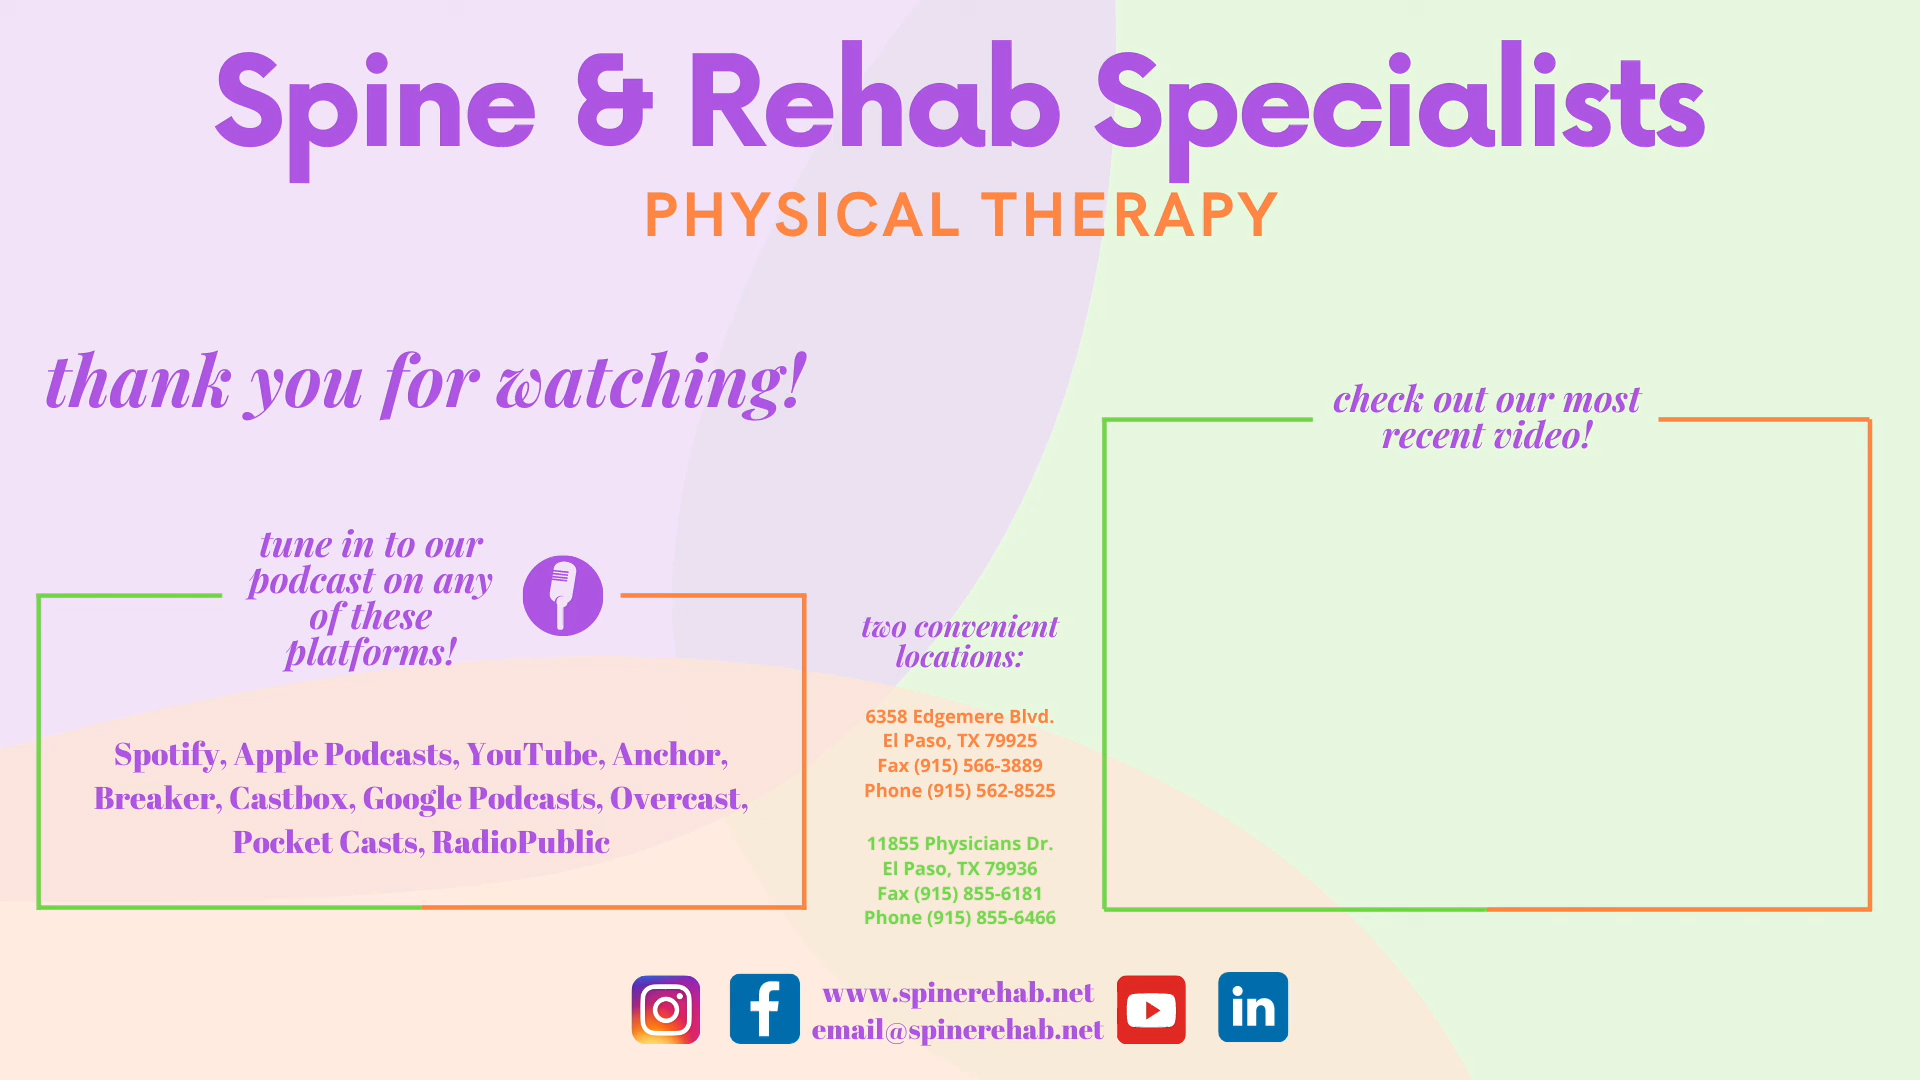 Spine & Rehab Specialists
PHYSICAL THERAPY
thank you for watching!
tune in to our
podcast on any
of these
platforms!
Spotify, Apple Podcasts, YouTube, Anchor,
Breaker, Castbox, Google Podcasts, Overcast,
Pocket Casts, RadioPublic
two convenient
locations:
6358 Edgemere Blvd.
El Paso, TX 79925
Fax (915) 566-3889
Phone (915) 562-8525
11855 Physicians Dr.
El Paso, TX 79936
Fax (915) 855-6181
Phone (915) 855-6466
check out our most
recent video!
www.spinerehab.net
email@spinerehab.net